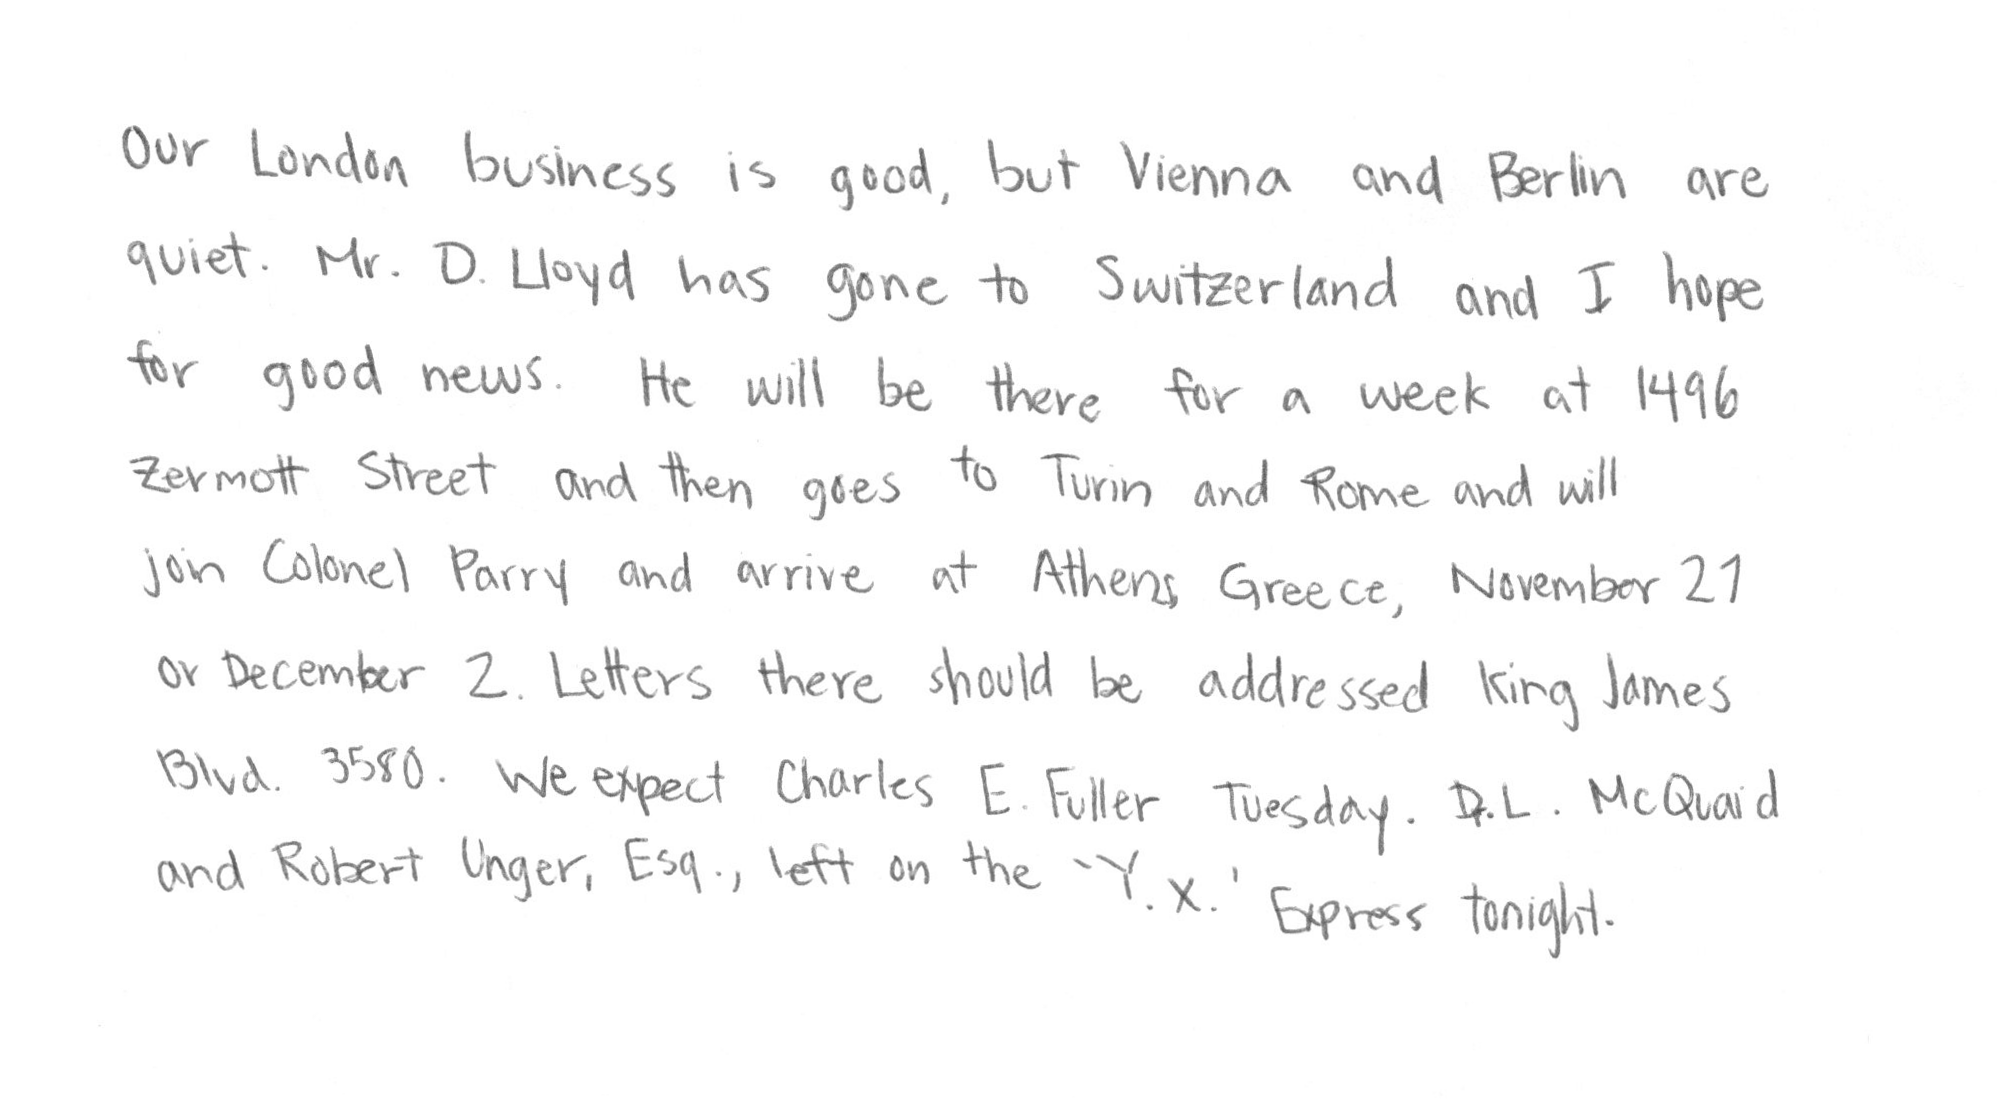 Our London business is good, but Vienna and Berlin are
quiet. Mr. D. Lloyd has gone to Switzerland and I hope
for good news. He will be there for a week at 1496
Zermott Street and then goes to Turin and Rome and will
join Colonel Parry and arrive at Athens, Greece, November 27
or December 2. Letters there should be addressed King James
Blvd. 3580. We expect Charles E. Fuller Tuesday. D.L. McQuaid
and Robert Unger, Esq., left on the 'Y.X.' Express tonight.